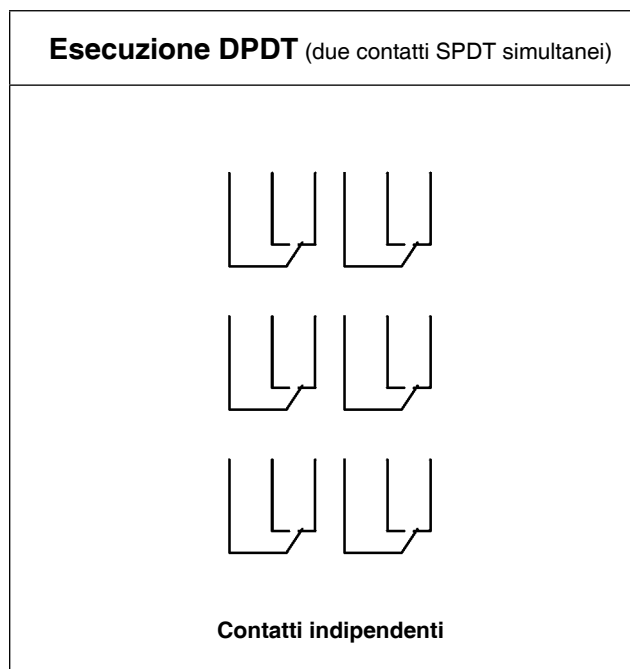 Esecuzione DPDT (due contatti SPDT simultanei)
Contatti indipendenti